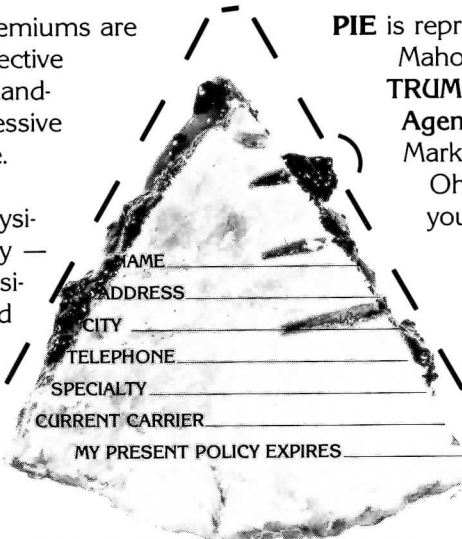 emiums are
ective
and-
essive
e.
ysi-
y —
si-
d
PIE is repr
Maho
TRUM
Agen
Mark
Oh
you
NAME
ADDRESS
CITY
TELEPHONE
SPECIALTY
CURRENT CARRIER
MY PRESENT POLICY EXPIRES